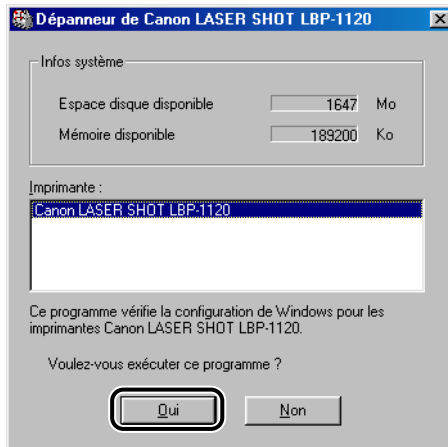 Dépanneur de Canon LASER SHOT LBP-1120
Infos système
Espace disque disponible 1647 Mo
Mémoire disponible 189200 Ko
Imprimante :
Canon LASER SHOT LBP-1120
Ce programme vérifie la configuration de Windows pour les
imprimantes Canon LASER SHOT LBP-1120.
Voulez-vous exécuter ce programme ?
Oui Non